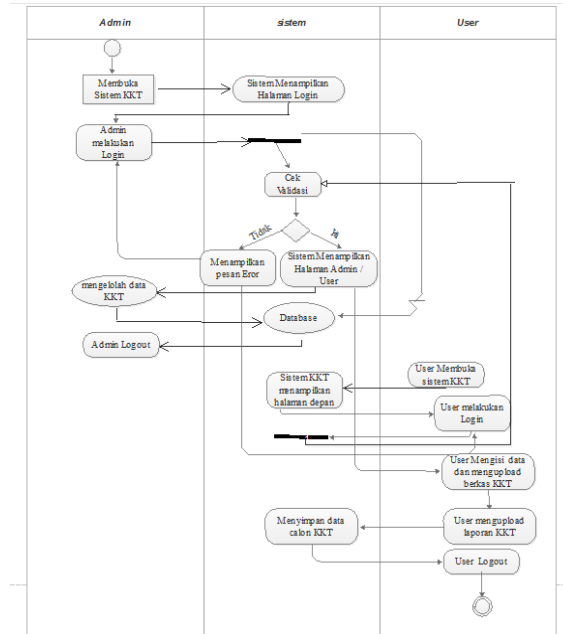 Admin
sistem
User
Membuka
Sistem KKT
Sistem Menampilkan
Halaman Login
Admin
melakukan
Login
Cek
Validasi
Tidak
Ya
Menampilkan
pesan Eror
Sistem Menampilkan
Halaman Admin /
User
mengelolah data
KKT
Database
Admin Logout
User Membuka
sistem KKT
Sistem KKT
menampilkan
halaman depan
User melakukan
Login
User Mengisi data
dan mengupload
berkas KKT
Menyimpan data
calon KKT
User mengupload
laporan KKT
User Logout